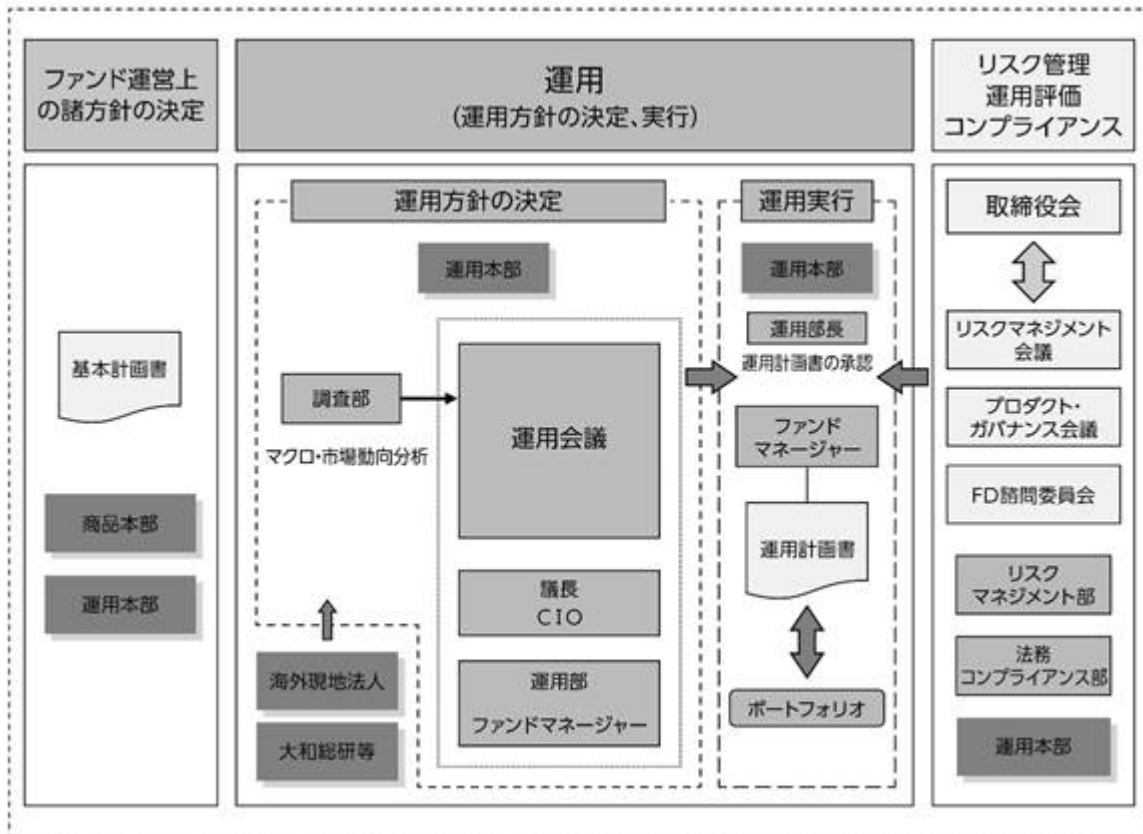 ファンド運営上
の諸方針の決定
運用
(運用方針の決定、実行)
リスク管理
運用評価
コンプライアンス
基本計画書
商品本部
運用本部
運用方針の決定
運用本部
調査部
マクロ・市場動向分析
運用会議
議長
CIO
運用部
ファンドマネージャー
海外現地法人
大和総研等
運用実行
運用本部
運用部長
運用計画書の承認
ファンド
マネージャー
運用計画書
ポートフォリオ
取締役会
リスクマネジメント
会議
プロダクト・
ガバナンス会議
FD諮問委員会
リスク
マネジメント部
法務
コンプライアンス部
運用本部